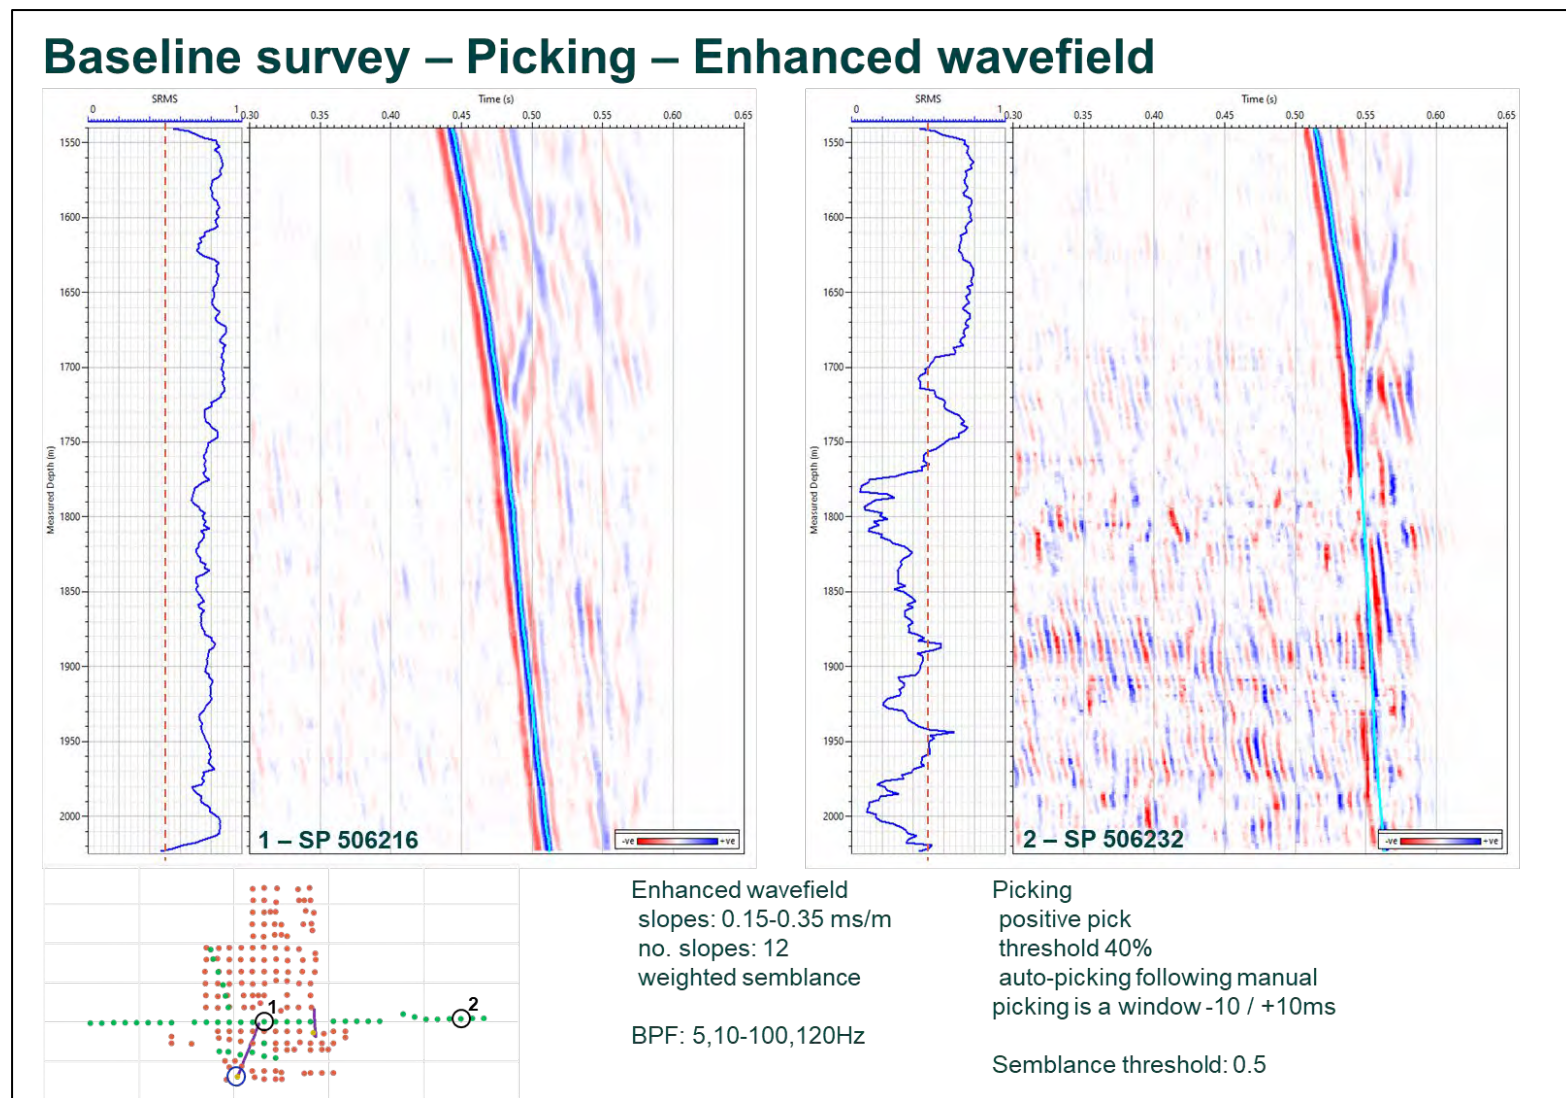 Baseline survey – Picking – Enhanced wavefield
SRMS
Time (s)
0
1
0.30
0.35
0.40
0.45
0.50
0.55
0.60
0.65
Measured Depth (m)
1550
1600
1650
1700
1750
1800
1850
1900
1950
2000
1 – SP 506216
-ve
+ve
SRMS
Time (s)
0
1
0.30
0.35
0.40
0.45
0.50
0.55
0.60
0.65
Measured Depth (m)
1550
1600
1650
1700
1750
1800
1850
1900
1950
2000
2 – SP 506232
-ve
+ve
1
2
Enhanced wavefield
slopes: 0.15-0.35 ms/m
no. slopes: 12
weighted semblance
BPF: 5,10-100,120Hz
Picking
positive pick
threshold 40%
auto-picking following manual
picking is a window -10 / +10ms
Semblance threshold: 0.5